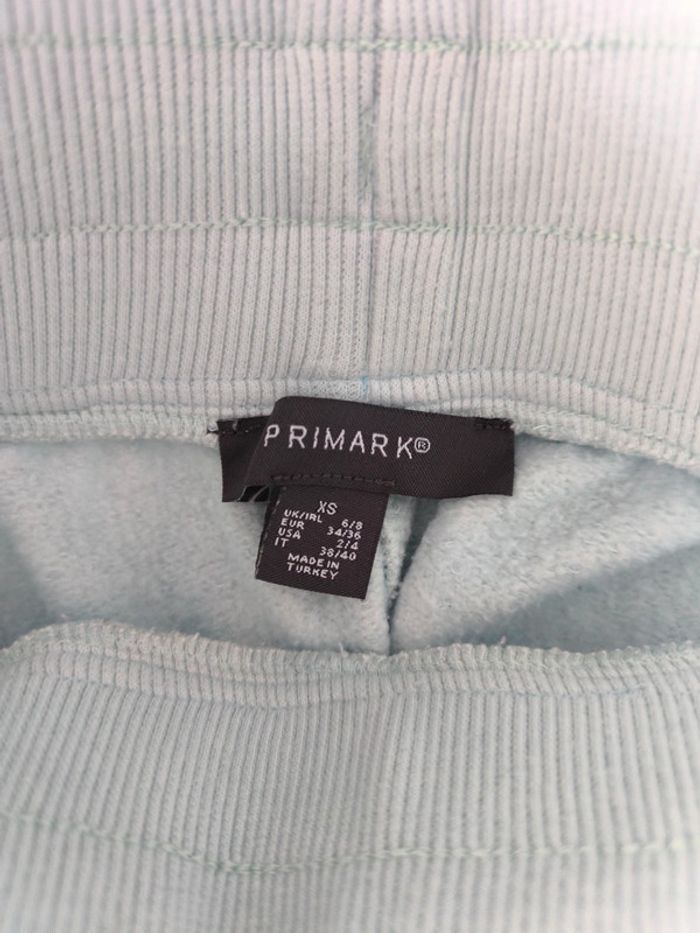 PRIMARK®
XS
UK/IRL 6/8
EUR 34/36
USA 2/4
IT 38/40
MADE IN
TURKEY